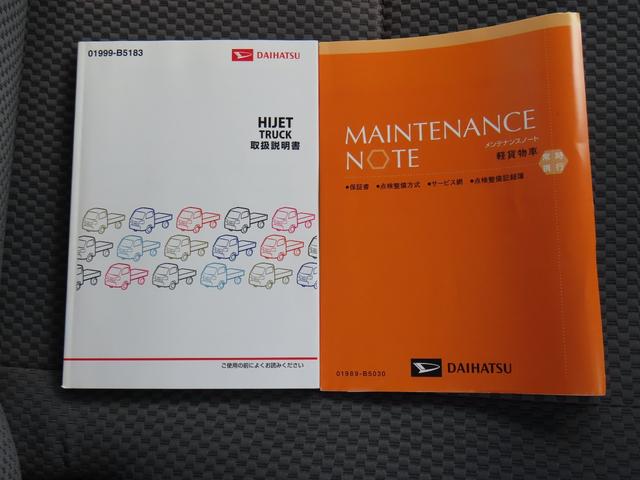 01999-B5183
DAIHATSU
HIJET
TRUCK
取扱説明書
ご使用の前によくお読みください
MAINTENANCE
NOTE
メンテナンスノート
軽貨物車
携行
•保証書 •点検整備方式 •サービス網 •点検整備記録簿
01989-B5030
DAIHATSU